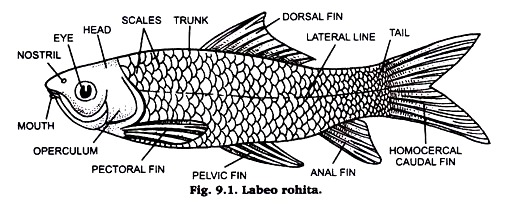 SCALES
TRUNK
DORSAL FIN
HEAD
EYE
LATERAL LINE
TAIL
NOSTRIL
MOUTH
OPERCULUM
PECTORAL FIN
PELVIC FIN
ANAL FIN
HOMOCERCAL
CAUDAL FIN
Fig. 9.1. Labeo rohita.